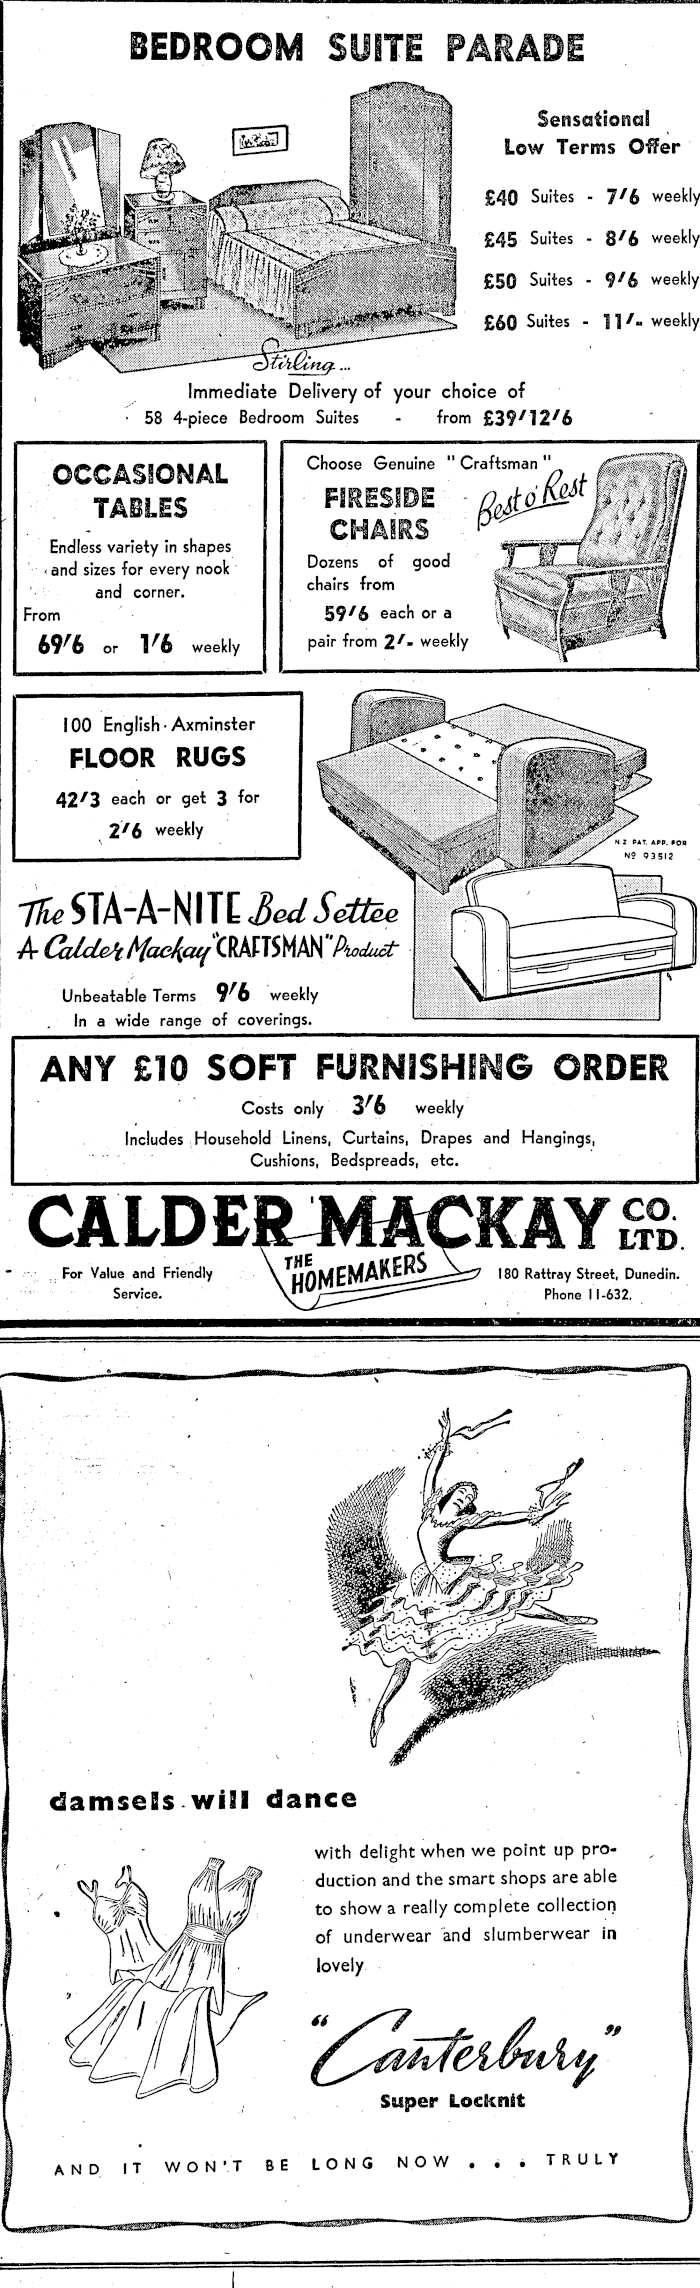 BEDROOM SUITE PARADE
Sensational
Low Terms Offer
£40 Suites - 7/6 weekly
£45 Suites - 8/6 weekly
£50 Suites - 9/6 weekly
£60 Suites - 11/- weekly
Stirling...
Immediate Delivery of your choice of
58 4-piece Bedroom Suites - from £39/12/6
OCCASIONAL
TABLES
Endless variety in shapes
and sizes for every nook
and corner.
From
69/6 or 1/6 weekly
Choose Genuine "Craftsman"
FIRESIDE
CHAIRS
Best o' Rest
Dozens of good
chairs from
59/6 each or a
pair from 2/- weekly
100 English Axminster
FLOOR RUGS
42/3 each or get 3 for
2/6 weekly
N.Z PAT. APP. FOR
Nº 93512
The STA-A-NITE Bed Settee
A Calder Mackay "CRAFTSMAN" Product
Unbeatable Terms 9/6 weekly
In a wide range of coverings.
ANY £10 SOFT FURNISHING ORDER
Costs only 3/6 weekly
Includes Household Linens, Curtains, Drapes and Hangings,
Cushions, Bedspreads, etc.
CALDER MACKAY CO. LTD.
THE HOMEMAKERS
For Value and Friendly
Service.
180 Rattray Street, Dunedin.
Phone 11-632.
damsels will dance
with delight when we point up pro-
duction and the smart shops are able
to show a really complete collection
of underwear and slumberwear in
lovely
"Canterbury"
Super Locknit
AND IT WON'T BE LONG NOW . . . TRULY